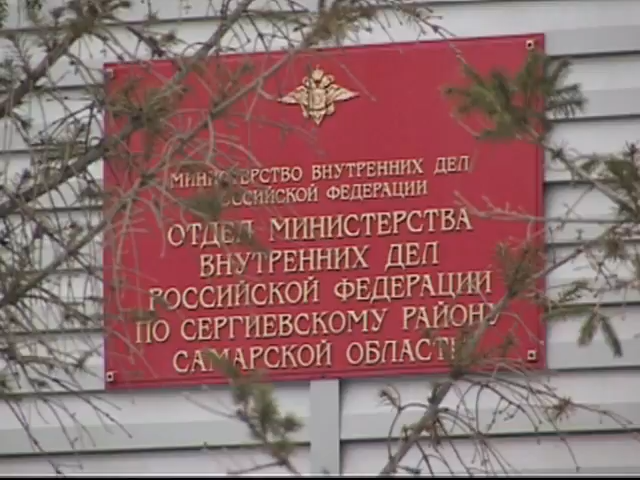 МИНИСТЕРСТВО ВНУТРЕННИХ ДЕЛ
РОССИЙСКОЙ ФЕДЕРАЦИИ
ОТДЕЛ МИНИСТЕРСТВА
ВНУТРЕННИХ ДЕЛ
РОССИЙСКОЙ ФЕДЕРАЦИИ
ПО СЕРГИЕВСКОМУ РАЙОНУ
САМАРСКОЙ ОБЛАСТИ